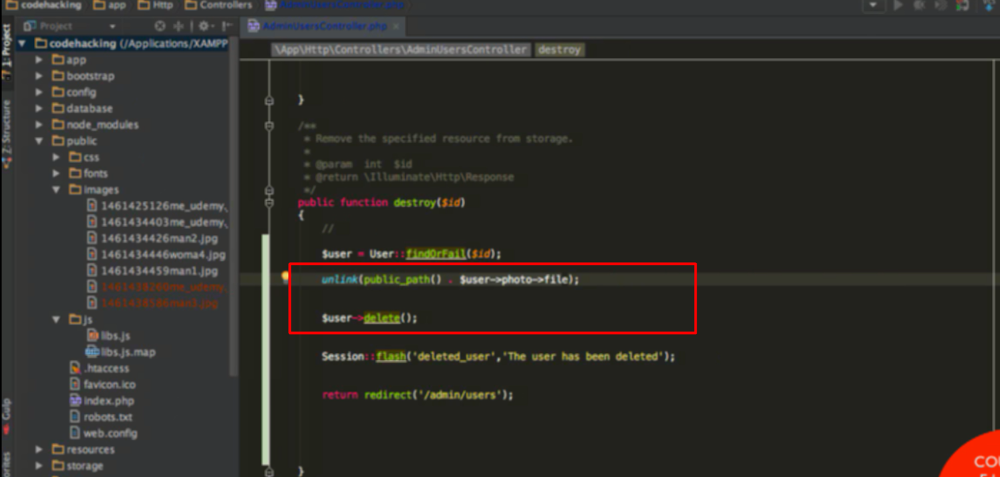 codehacking app Http Controllers AdminUsersController.php
Project
AdminUsersController.php
1: Project
Z: Structure
Gulp
codehacking (/Applications/XAMPP
app
bootstrap
config
database
node_modules
public
css
fonts
images
1461425126me_udemy.
1461434403me_udemy.
1461434426man2.jpg
1461434446woma4.jpg
1461434459man1.jpg
1461438260me_udemy.
1461438586man3.jpg
js
libs.js
libs.js.map
.htaccess
favicon.ico
index.php
robots.txt
web.config
resources
storage
\App\Http\Controllers\AdminUsersController destroy
}
/**
* Remove the specified resource from storage.
*
* @param int $id
* @return \Illuminate\Http\Response
*/
public function destroy($id)
{
//
$user = User::findOrFail($id);
unlink(public_path() . $user->photo->file);
$user->delete();
Session::flash('deleted_user','The user has been deleted');
return redirect('/admin/users');
}